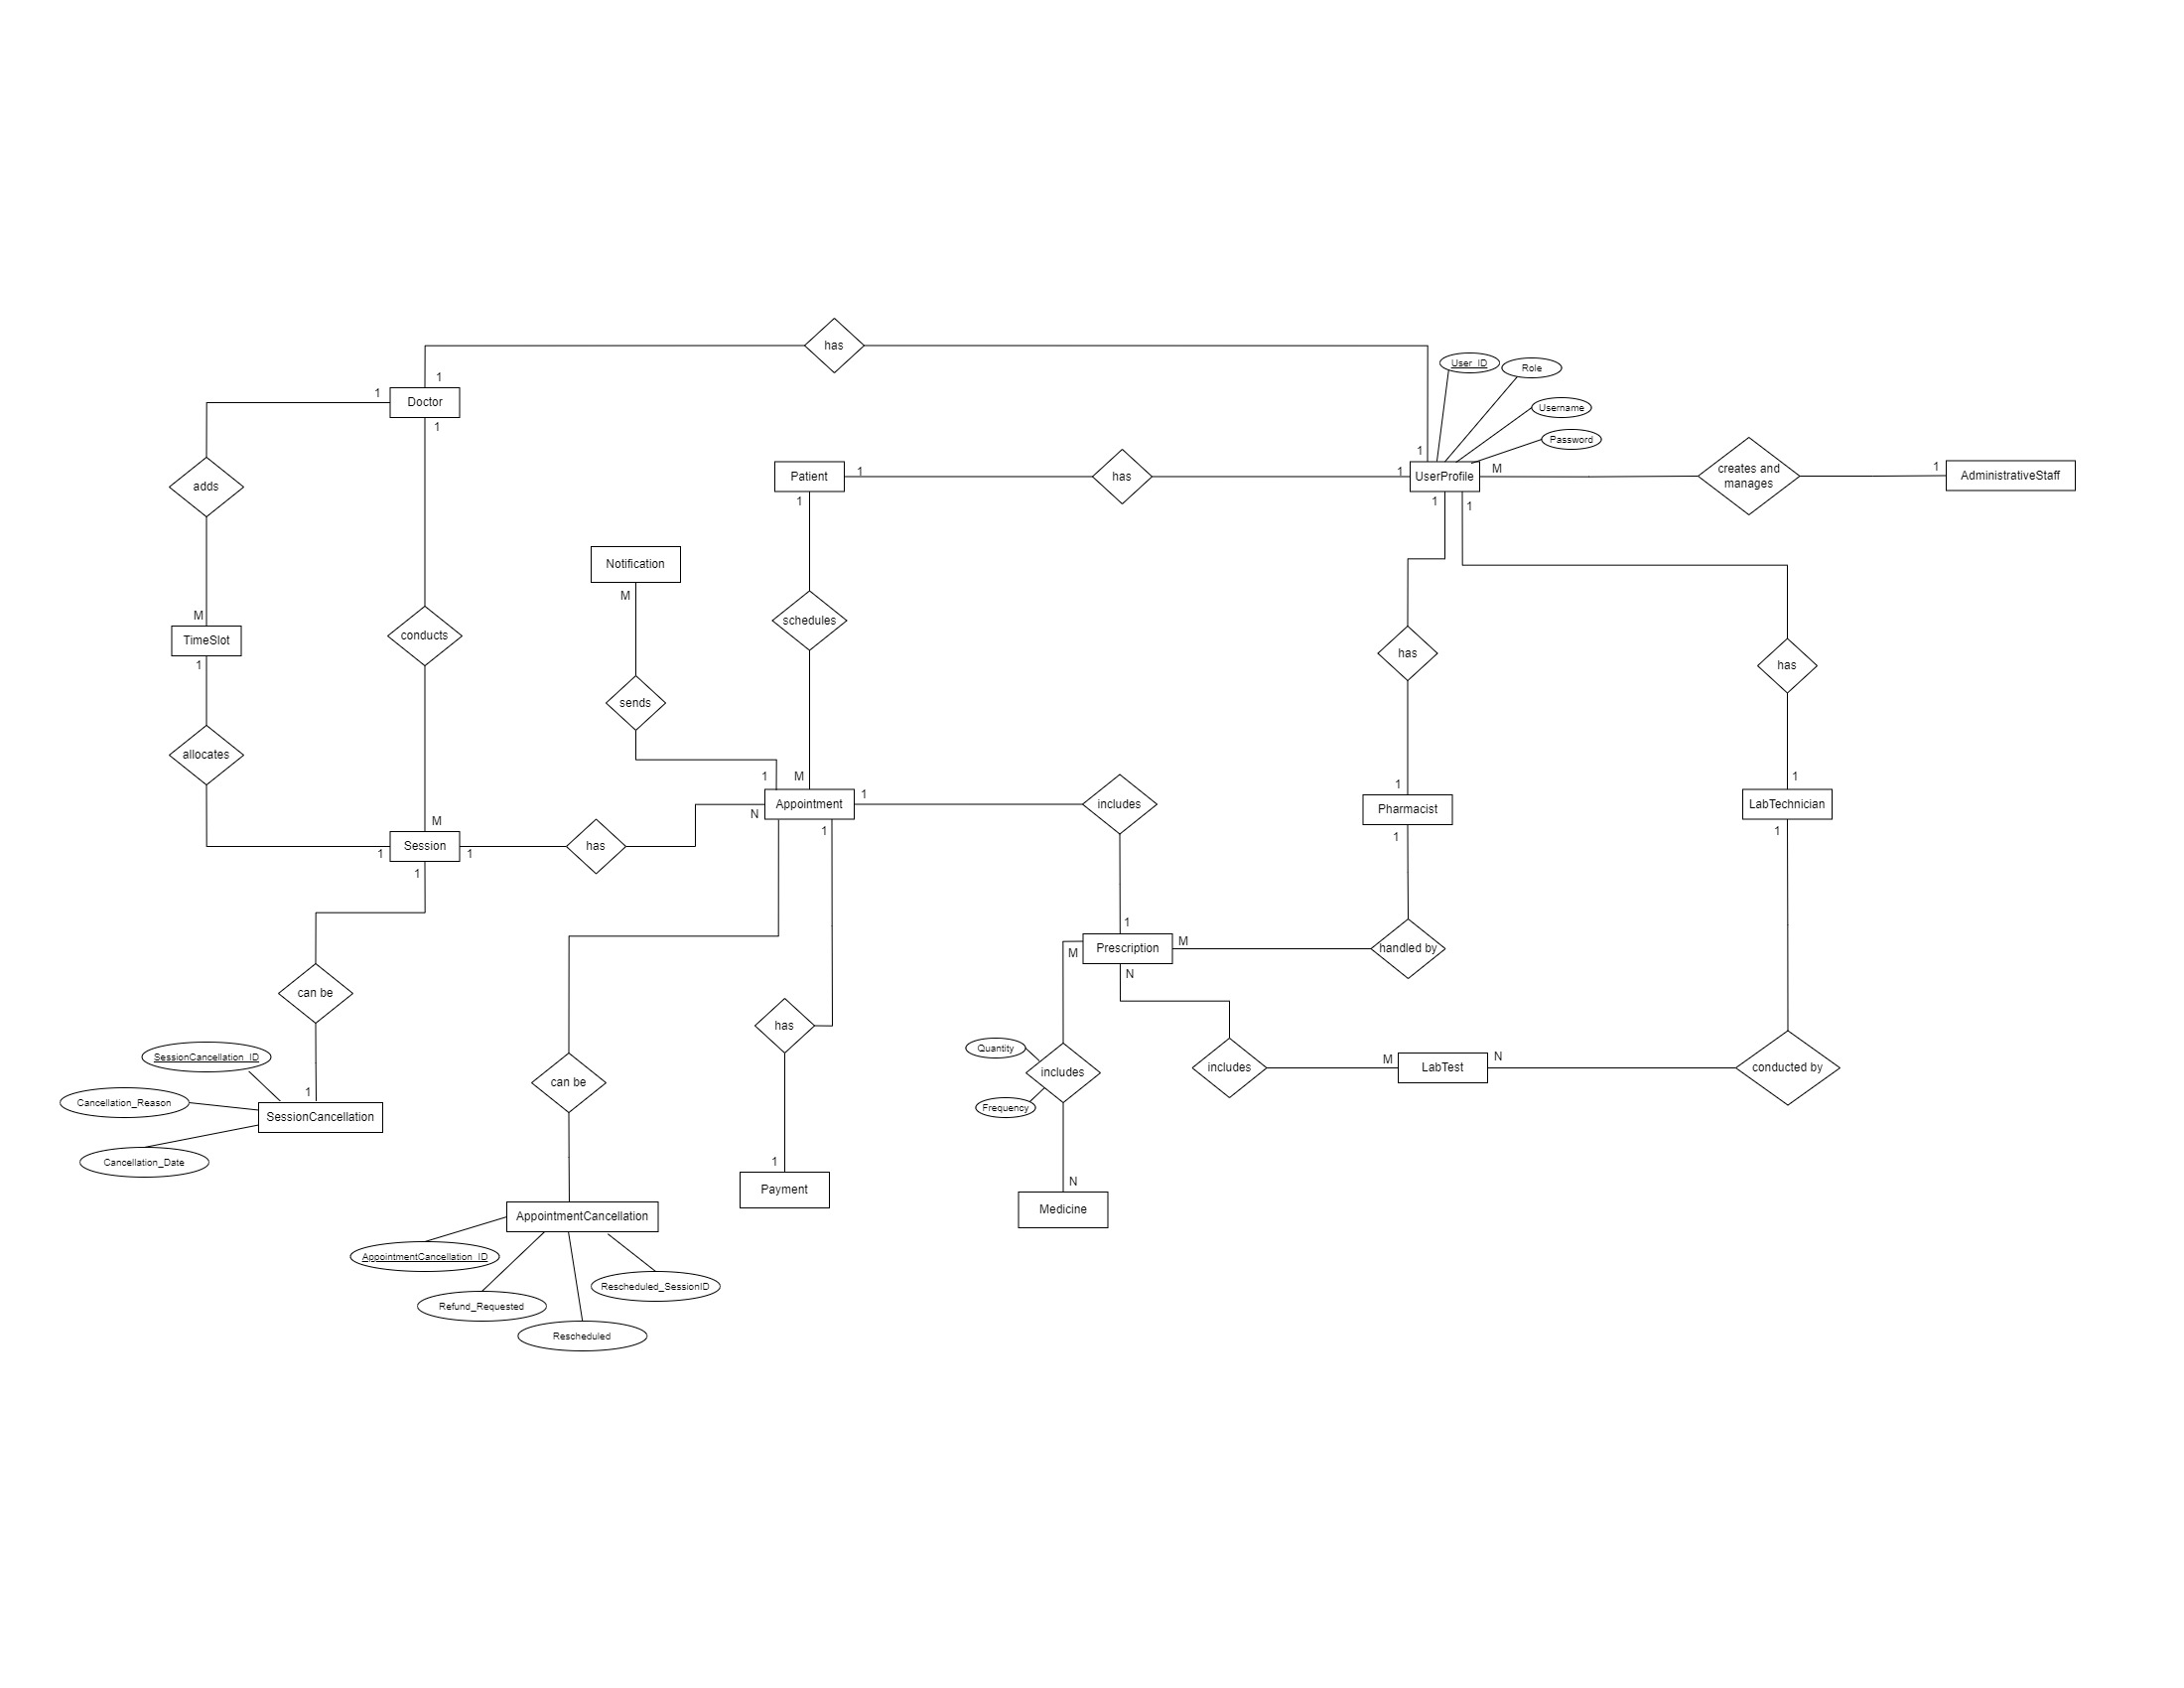 has
User_ID
Role
1
1
Doctor
1
Username
Password
1
1
Patient
1
has
1
UserProfile
M
creates and
manages
1
AdministrativeStaff
adds
1
1
1
Notification
M
M
TimeSlot
1
conducts
schedules
has
has
sends
allocates
1
M
1
1
1
Appointment
1
N
includes
Pharmacist
1
LabTechnician
1
M
1
Session
1
1
has
1
1
Prescription
M
M
N
handled by
can be
has
Quantity
includes
Frequency
includes
M
LabTest
N
conducted by
SessionCancellation_ID
Cancellation_Reason
1
SessionCancellation
Cancellation_Date
can be
1
Payment
N
Medicine
AppointmentCancellation
AppointmentCancellation_ID
Rescheduled_SessionID
Refund_Requested
Rescheduled